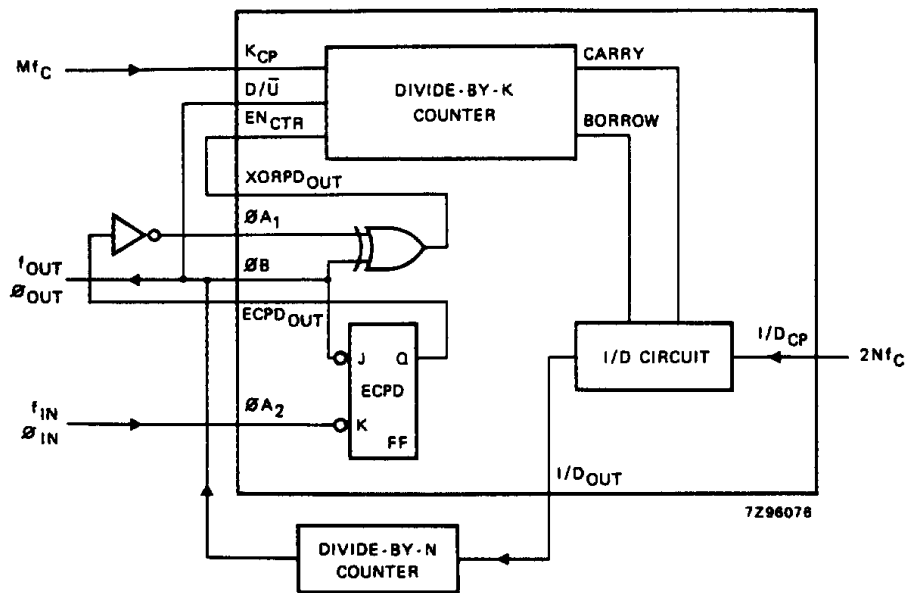 Mf_C
K_CP
D/U̅
EN_CTR
DIVIDE-BY-K
COUNTER
CARRY
BORROW
XORPD_OUT
ØA_1
ØB
f_OUT
Ø_OUT
ECPD_OUT
J Q
ECPD
K
FF
f_IN
Ø_IN
ØA_2
I/D CIRCUIT
I/D_CP
2Nf_C
I/D_OUT
7Z96076
DIVIDE-BY-N
COUNTER